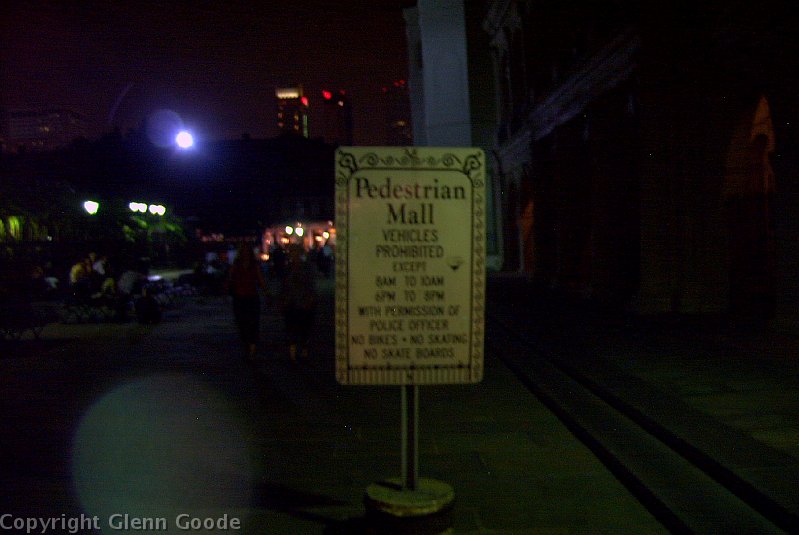 Pedestrian
Mall
VEHICLES
PROHIBITED
EXCEPT
8AM TO 10AM
6PM TO 8PM
WITH PERMISSION OF
POLICE OFFICER
NO BIKES • NO SKATING
NO SKATE BOARDS
Copyright Glenn Goode